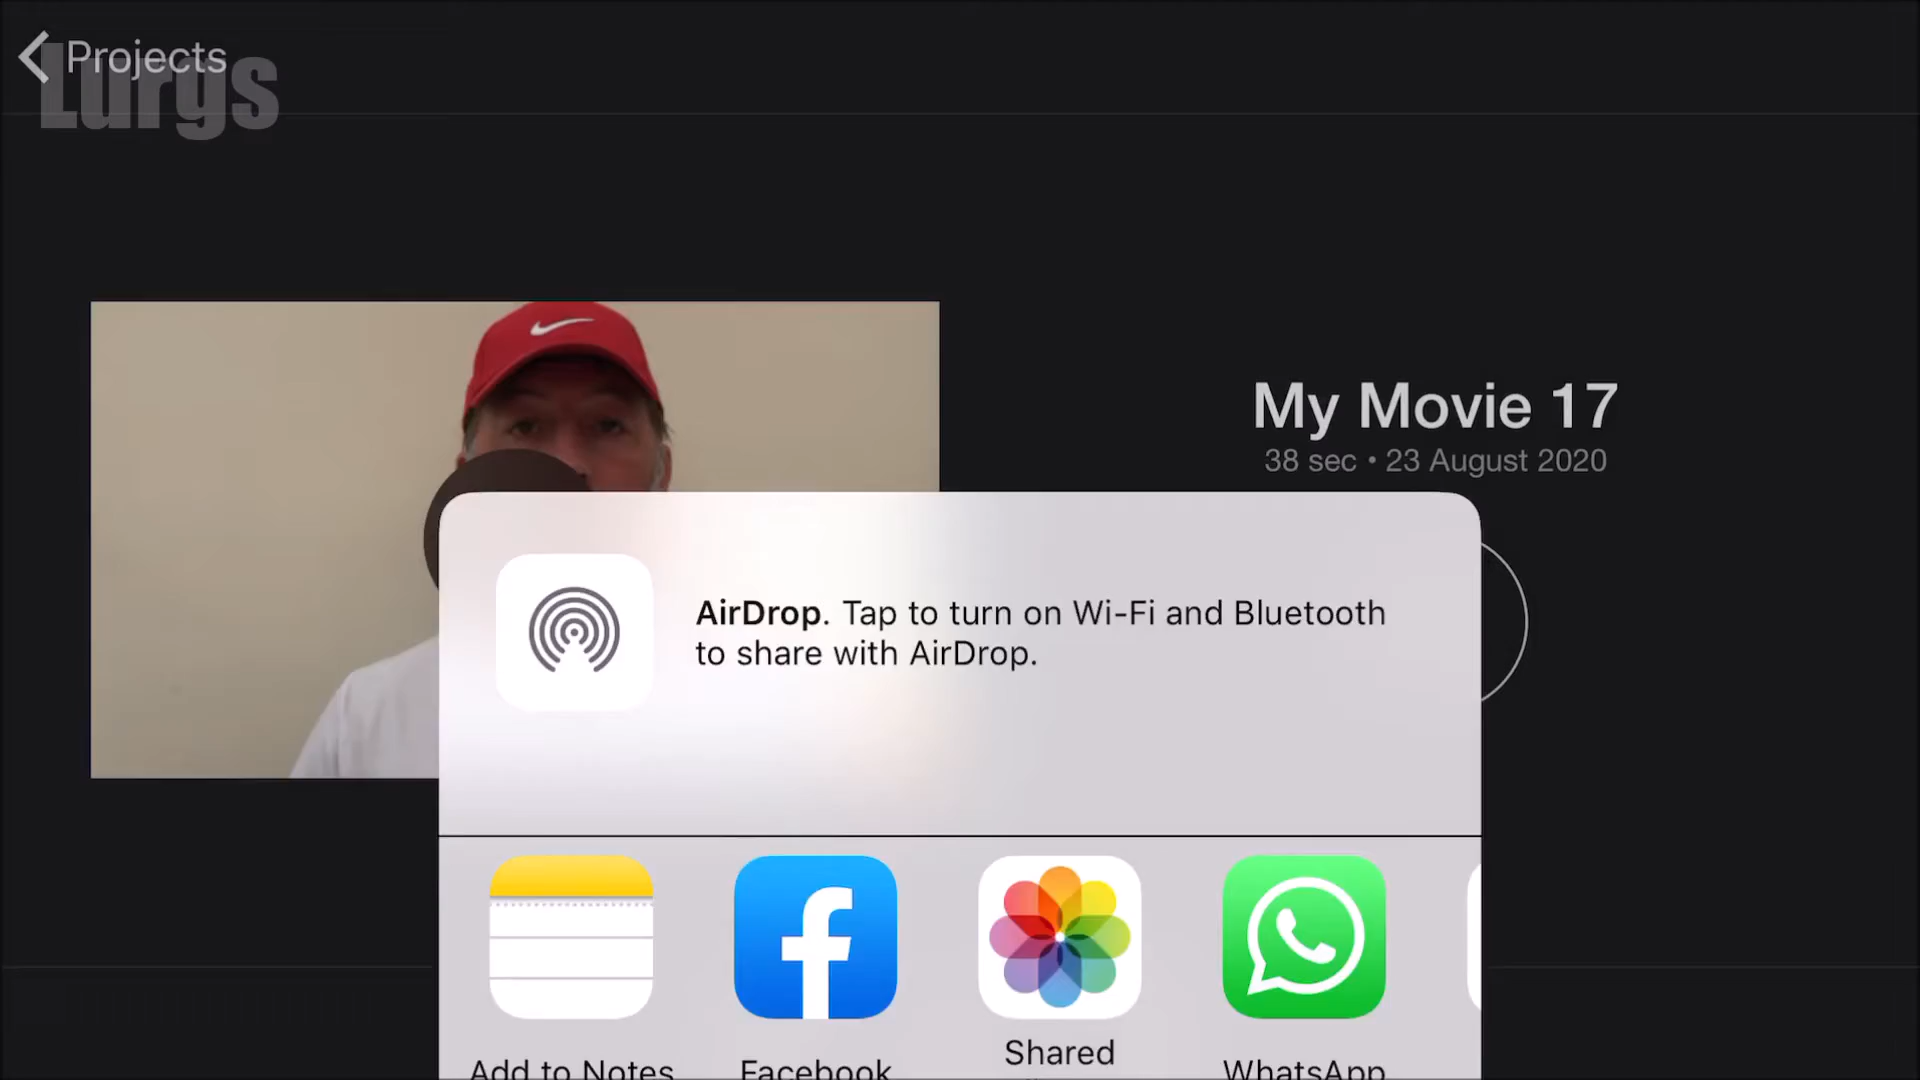 Projects
Lurgs
My Movie 17
38 sec • 23 August 2020
AirDrop. Tap to turn on Wi-Fi and Bluetooth
to share with AirDrop.
Add to Notes
Facebook
Shared
WhatsApp